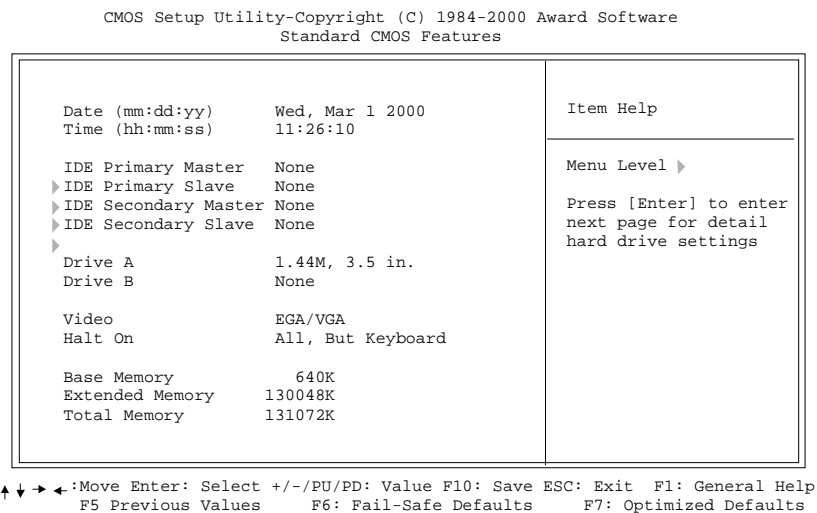 CMOS Setup Utility-Copyright (C) 1984-2000 Award Software
Standard CMOS Features
Date (mm:dd:yy) Wed, Mar 1 2000
Time (hh:mm:ss) 11:26:10
IDE Primary Master None
IDE Primary Slave None
IDE Secondary Master None
IDE Secondary Slave None
Drive A 1.44M, 3.5 in.
Drive B None
Video EGA/VGA
Halt On All, But Keyboard
Base Memory 640K
Extended Memory 130048K
Total Memory 131072K
Item Help
Menu Level
Press [Enter] to enter
next page for detail
hard drive settings
:Move Enter: Select +/-/PU/PD: Value F10: Save ESC: Exit F1: General Help
F5 Previous Values F6: Fail-Safe Defaults F7: Optimized Defaults